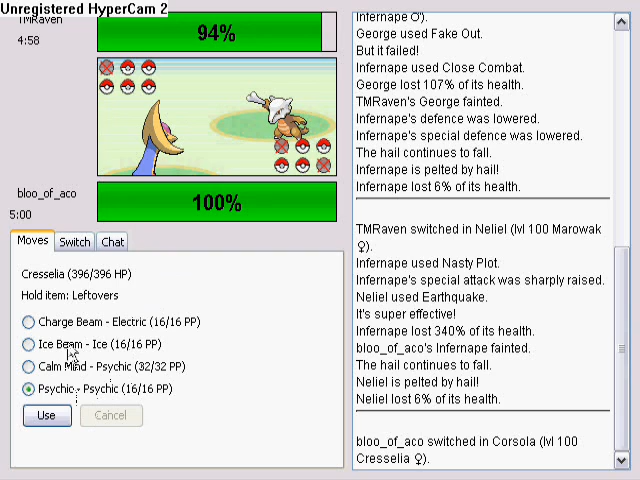 Unregistered HyperCam 2
TMRaven
4:58
94%
bloo_of_aco
5:00
100%
Moves
Switch
Chat
Cresselia (396/396 HP)
Hold item: Leftovers
Charge Beam - Electric (16/16 PP)
Ice Beam - Ice (16/16 PP)
Calm Mind - Psychic (32/32 PP)
Psychic - Psychic (16/16 PP)
Use
Cancel
Infernape ♂).
George used Fake Out.
But it failed!
Infernape used Close Combat.
George lost 107% of its health.
TMRaven's George fainted.
Infernape's defence was lowered.
Infernape's special defence was lowered.
The hail continues to fall.
Infernape is pelted by hail!
Infernape lost 6% of its health.
TMRaven switched in Neliel (lvl 100 Marowak
♀).
Infernape used Nasty Plot.
Infernape's special attack was sharply raised.
Neliel used Earthquake.
It's super effective!
Infernape lost 340% of its health.
bloo_of_aco's Infernape fainted.
The hail continues to fall.
Neliel is pelted by hail!
Neliel lost 6% of its health.
bloo_of_aco switched in Corsola (lvl 100
Cresselia ♀).